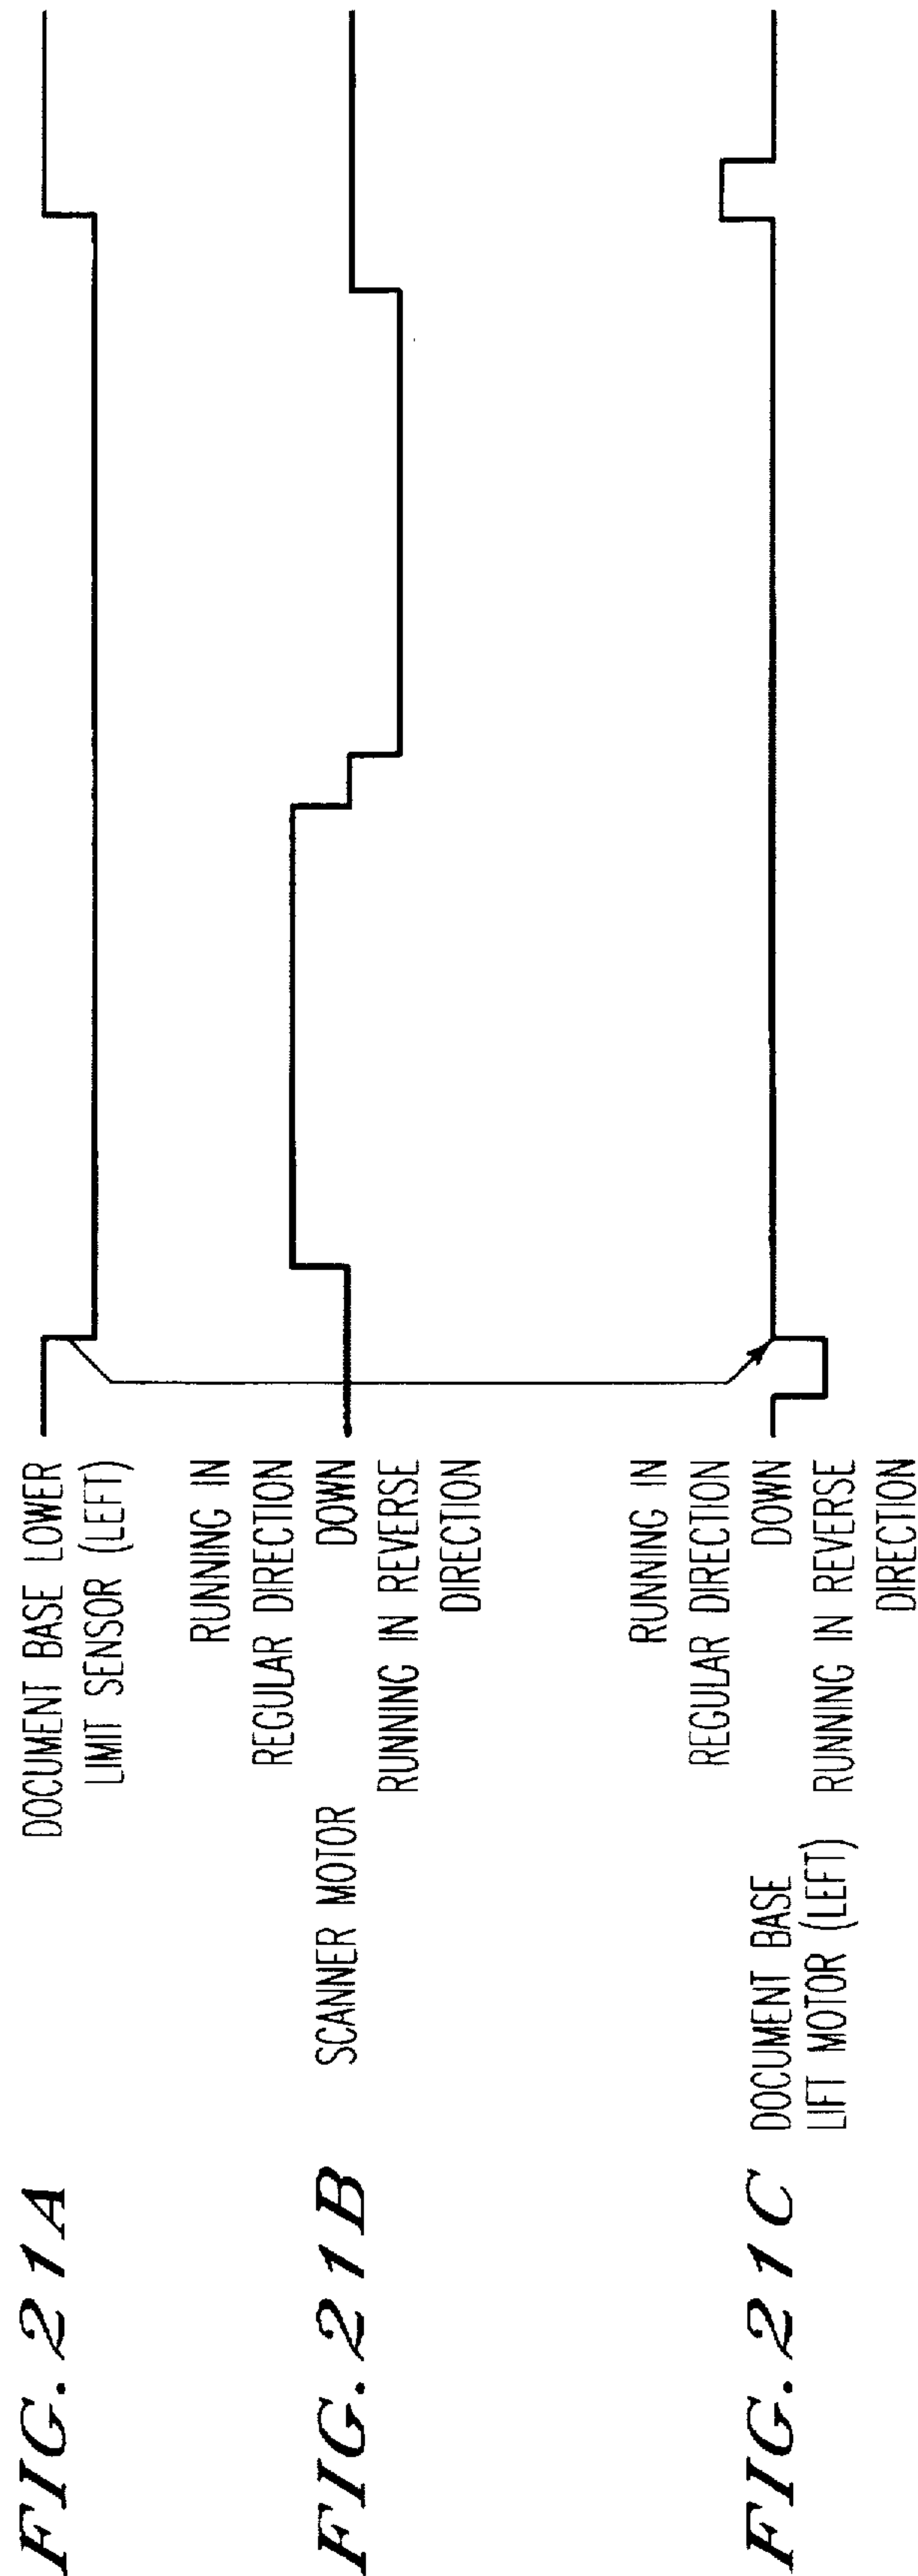 FIG. 21A
DOCUMENT BASE LOWER
LIMIT SENSOR (LEFT)
FIG. 21B
SCANNER MOTOR
RUNNING IN
REGULAR DIRECTION
DOWN
RUNNING IN REVERSE
DIRECTION
FIG. 21C
DOCUMENT BASE
LIFT MOTOR (LEFT)
RUNNING IN
REGULAR DIRECTION
DOWN
RUNNING IN REVERSE
DIRECTION